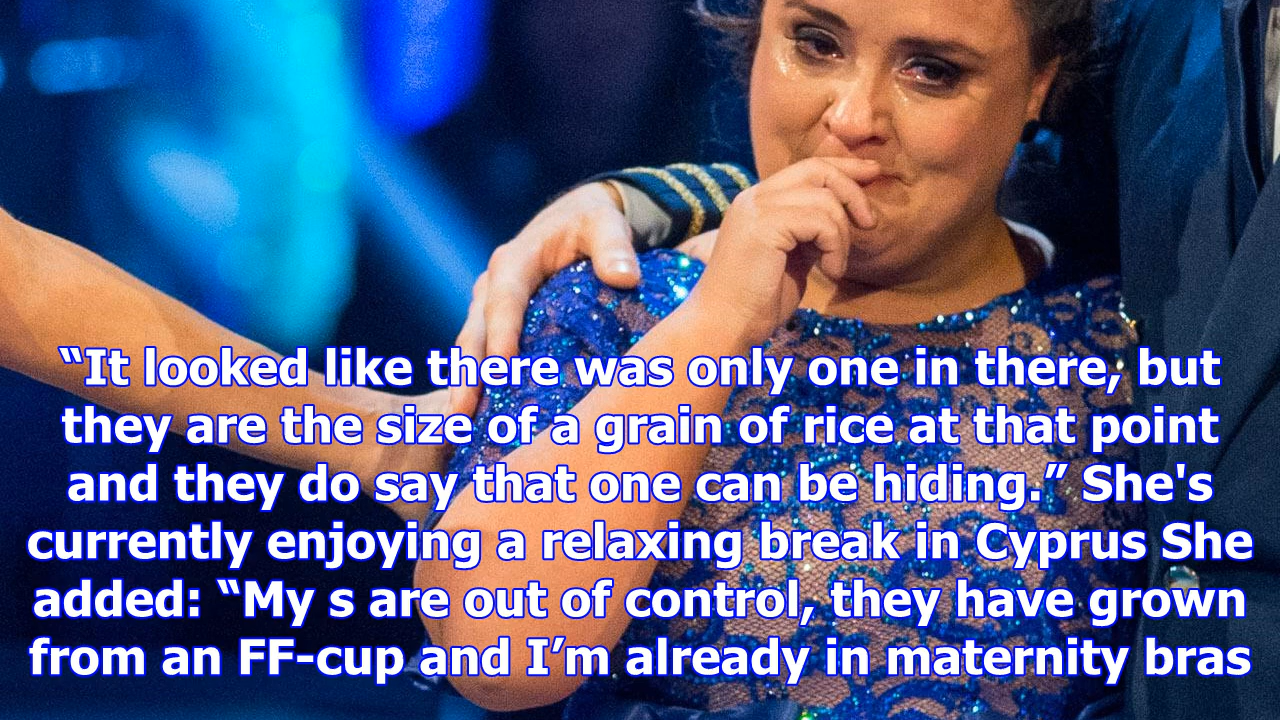 “It looked like there was only one in there, but
they are the size of a grain of rice at that point
and they do say that one can be hiding.” She's
currently enjoying a relaxing break in Cyprus She
added: “My s are out of control, they have grown
from an FF-cup and I’m already in maternity bras